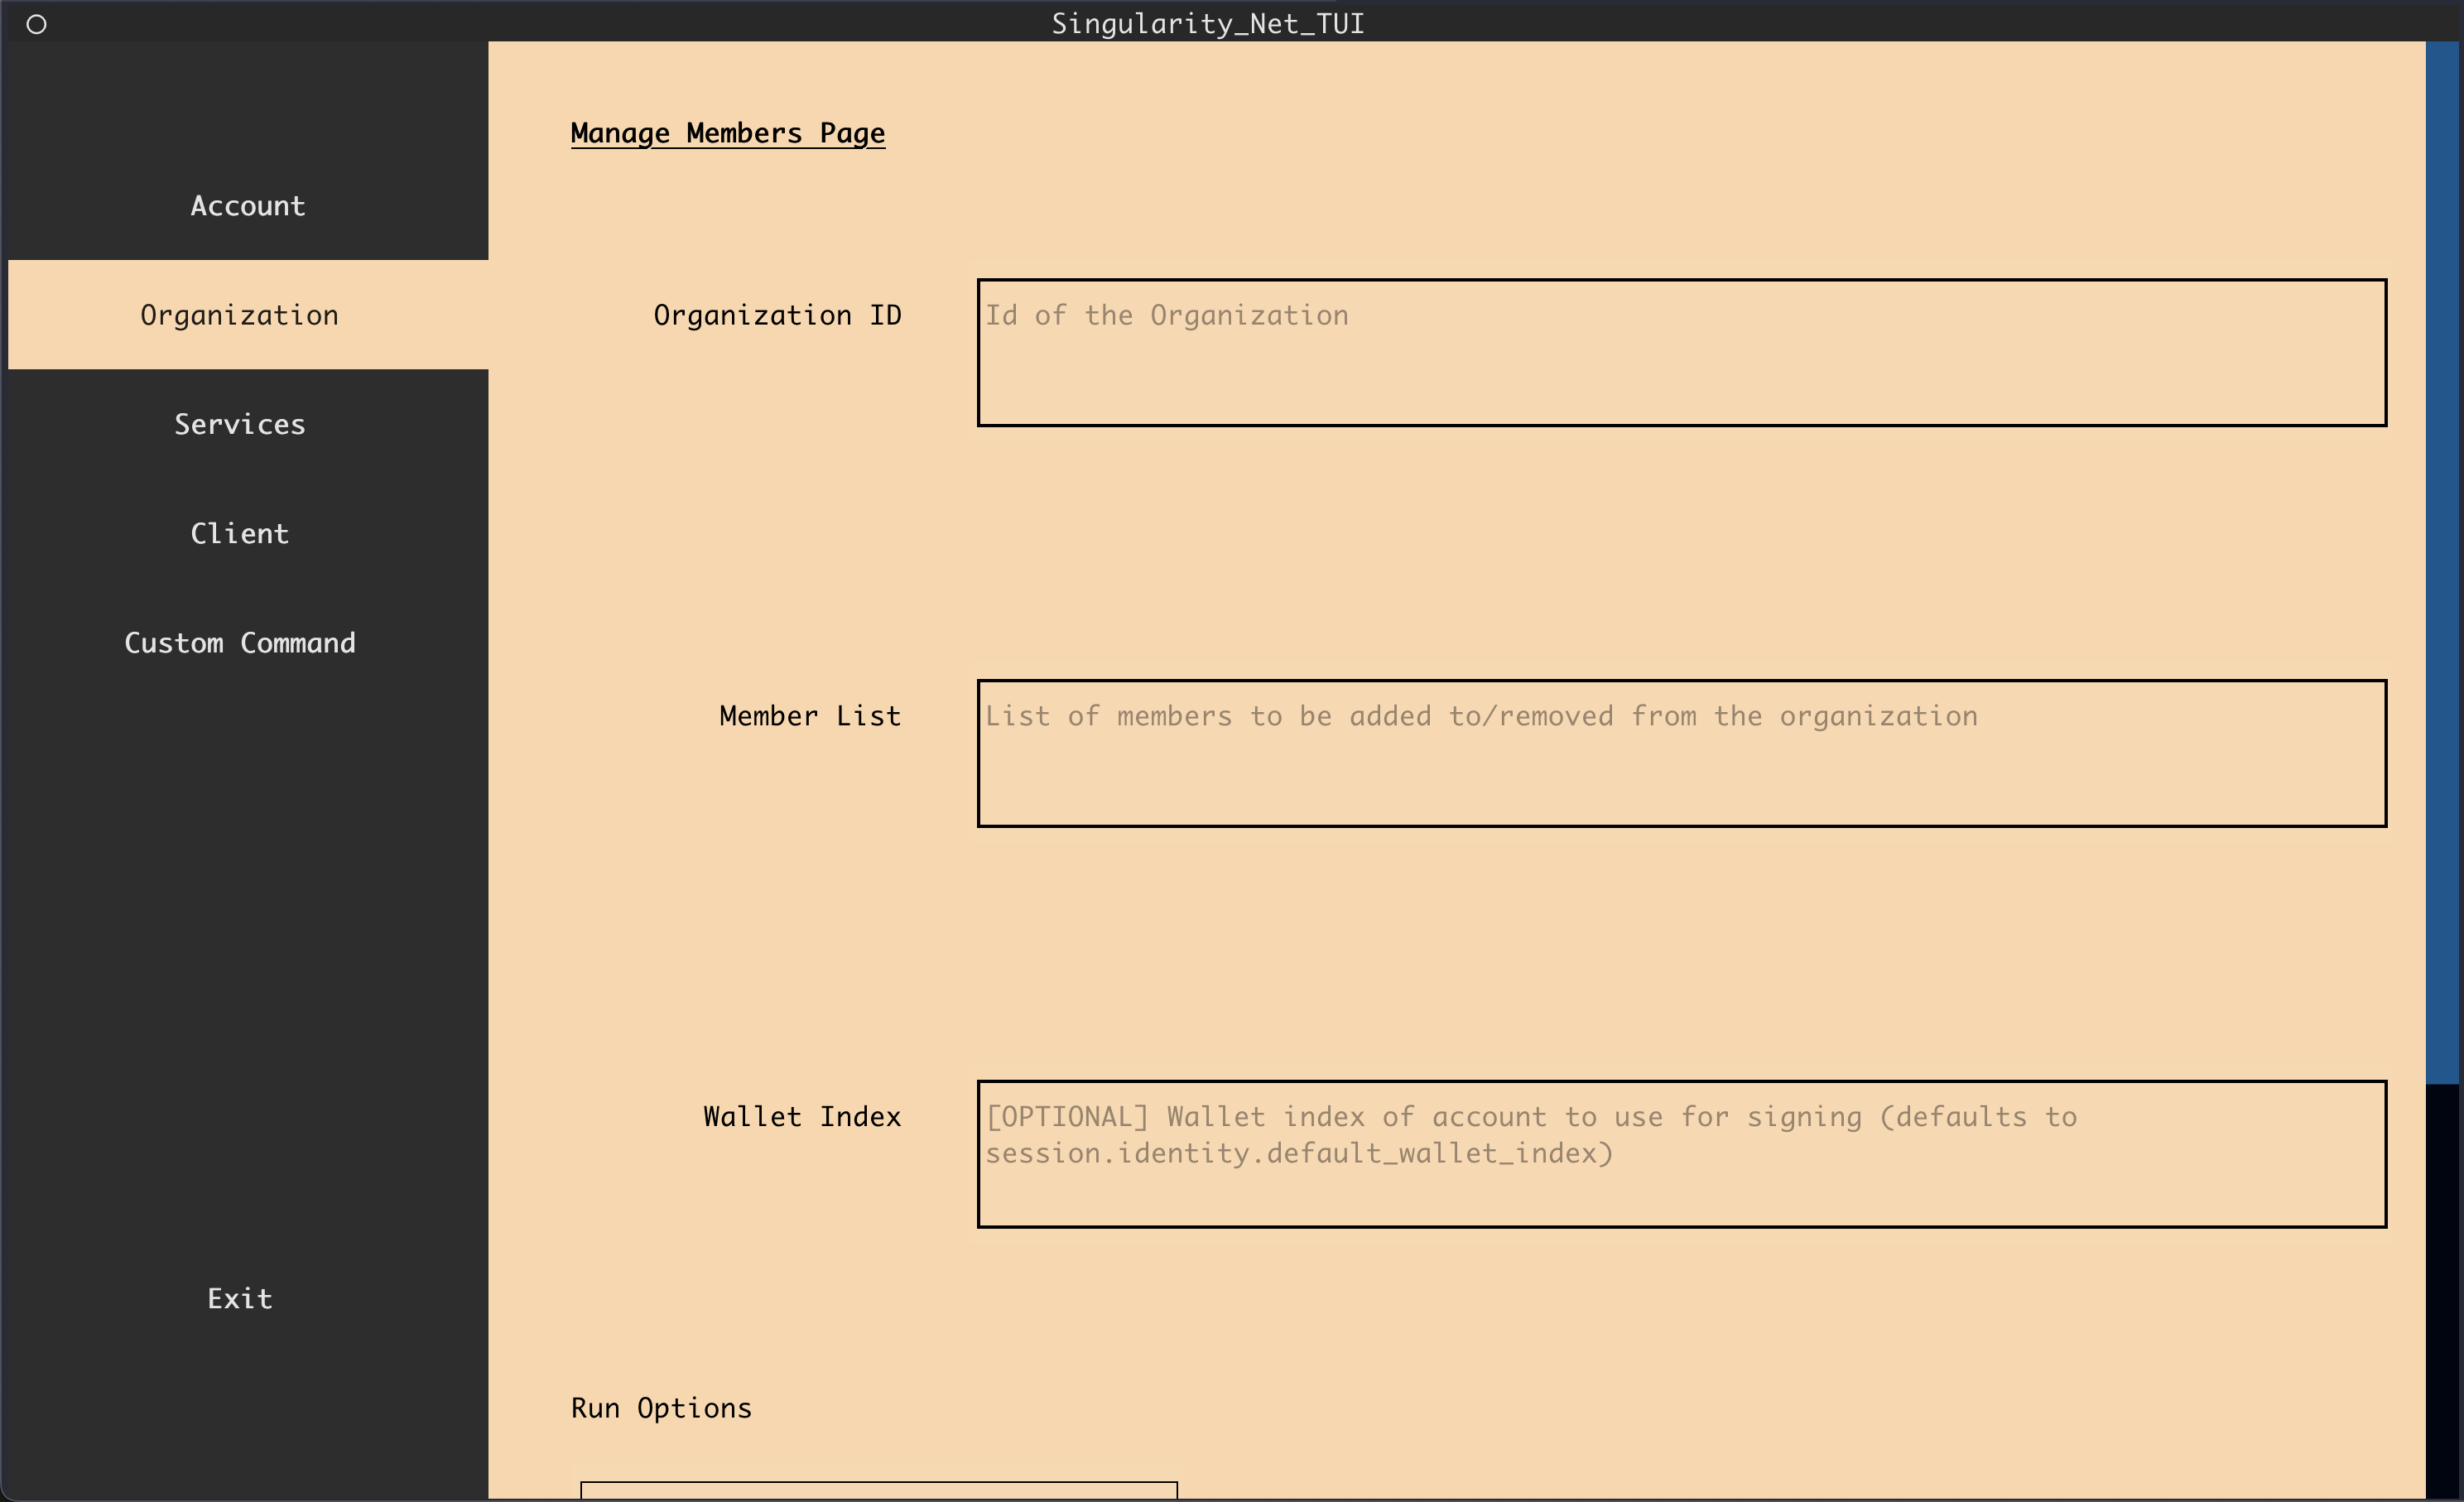 Singularity_Net_TUI
Account
Organization
Services
Client
Custom Command
Exit
Manage Members Page
Organization ID
Id of the Organization
Member List
List of members to be added to/removed from the organization
Wallet Index
[OPTIONAL] Wallet index of account to use for signing (defaults to
session.identity.default_wallet_index)
Run Options